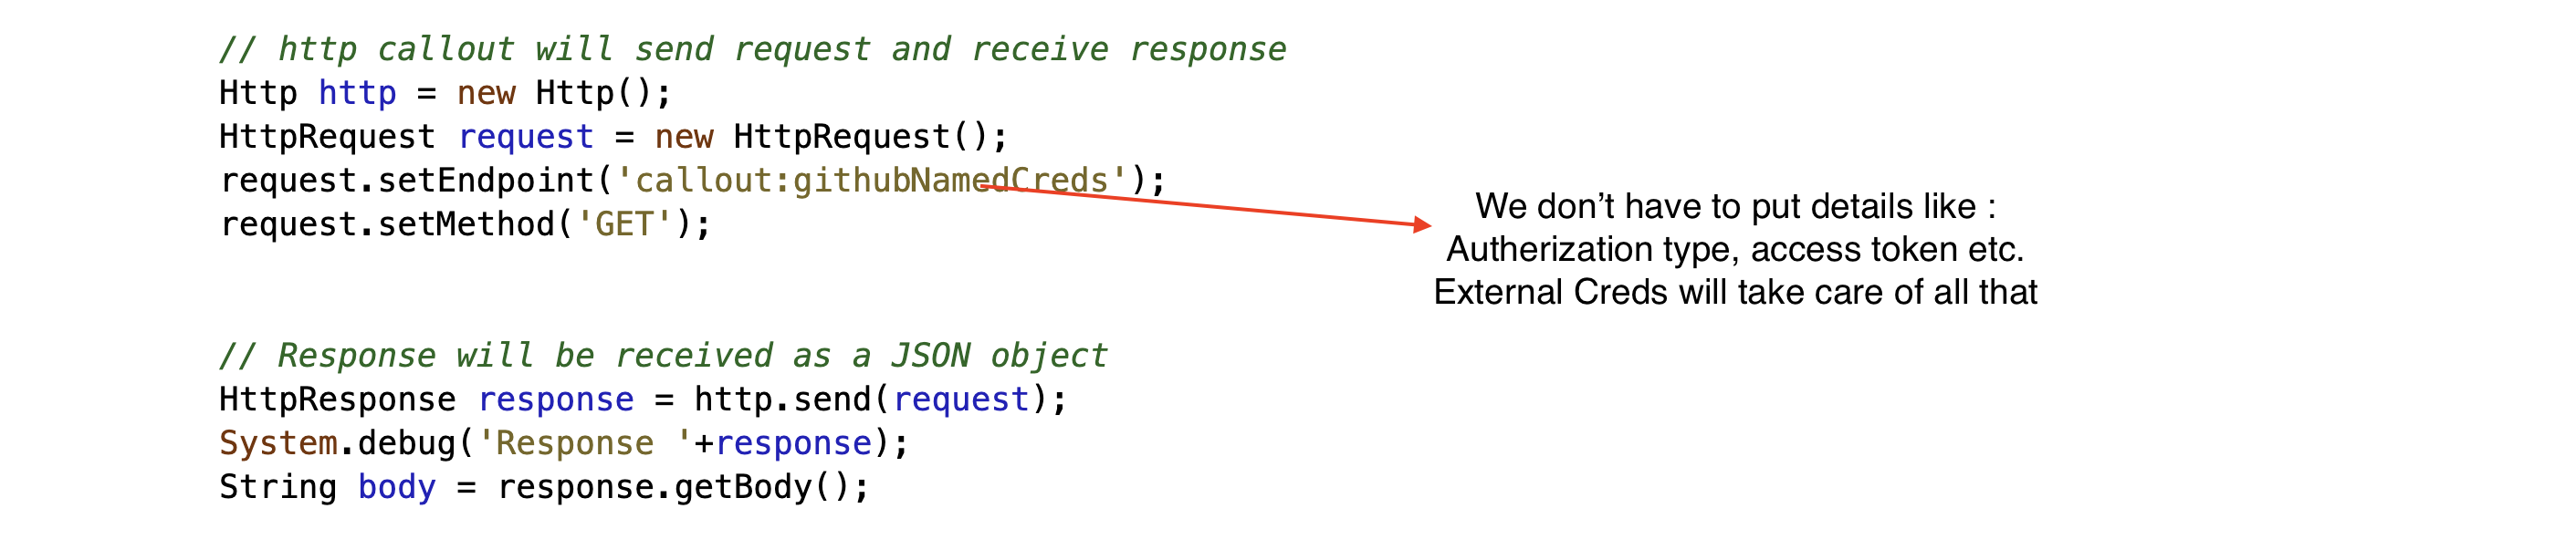 // http callout will send request and receive response
Http http = new Http();
HttpRequest request = new HttpRequest();
request.setEndpoint('callout:githubNamedCreds');
request.setMethod('GET');
We don’t have to put details like :
Autherization type, access token etc.
External Creds will take care of all that
// Response will be received as a JSON object
HttpResponse response = http.send(request);
System.debug('Response '+response);
String body = response.getBody();